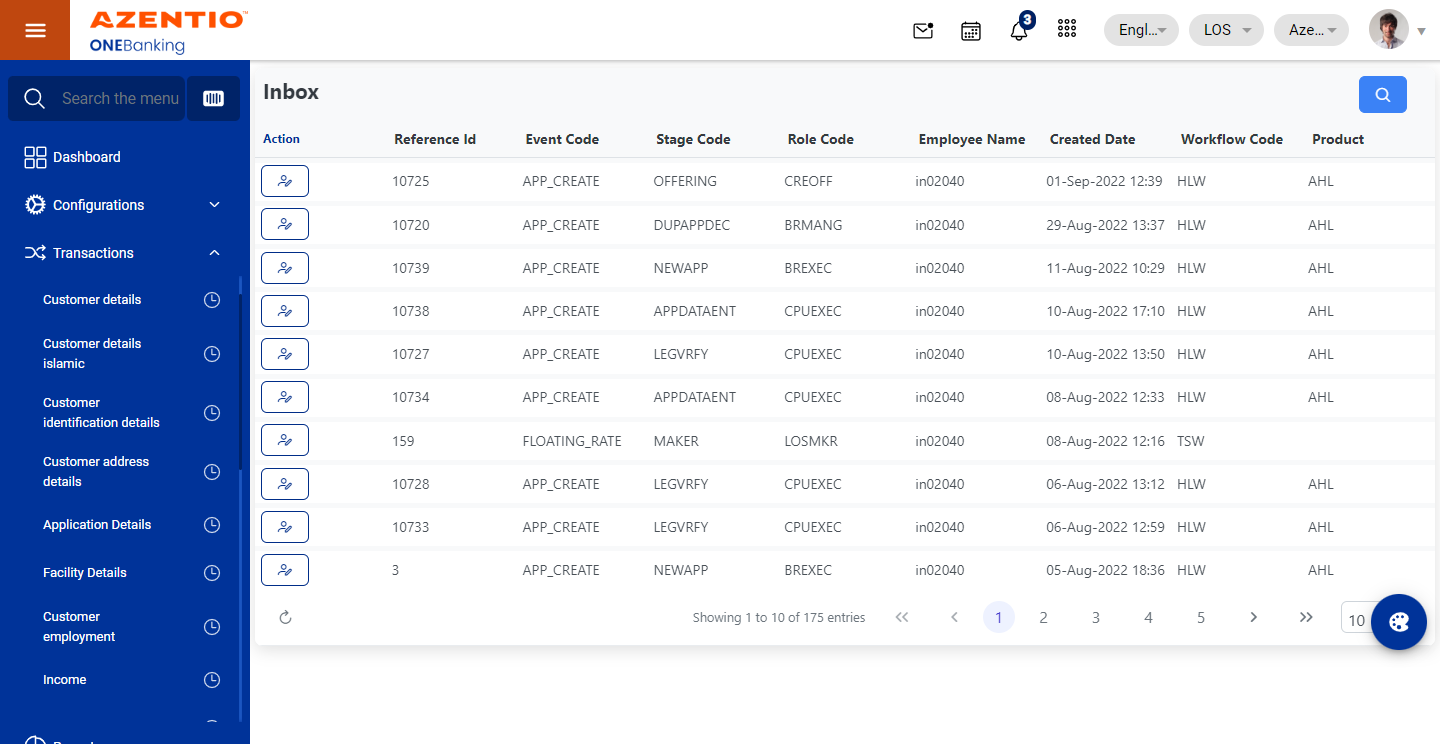 AZENTIO™
ONEBanking
3
Engl...
LOS
Aze...
Search the menu
Dashboard
Configurations
Transactions
Customer details
Customer details
islamic
Customer
identification details
Customer address
details
Application Details
Facility Details
Customer
employment
Income
Inbox
Action Reference Id Event Code Stage Code Role Code Employee Name Created Date Workflow Code Product
10725 APP_CREATE OFFERING CREOFF in02040 01-Sep-2022 12:39 HLW AHL
10720 APP_CREATE DUPAPPDEC BRMANG in02040 29-Aug-2022 13:37 HLW AHL
10739 APP_CREATE NEWAPP BREXEC in02040 11-Aug-2022 10:29 HLW AHL
10738 APP_CREATE APPDATAENT CPUEXEC in02040 10-Aug-2022 17:10 HLW AHL
10727 APP_CREATE LEGVRFY CPUEXEC in02040 10-Aug-2022 13:50 HLW AHL
10734 APP_CREATE APPDATAENT CPUEXEC in02040 08-Aug-2022 12:33 HLW AHL
159 FLOATING_RATE MAKER LOSMKR in02040 08-Aug-2022 12:16 TSW
10728 APP_CREATE LEGVRFY CPUEXEC in02040 06-Aug-2022 13:12 HLW AHL
10733 APP_CREATE LEGVRFY CPUEXEC in02040 06-Aug-2022 12:59 HLW AHL
3 APP_CREATE NEWAPP BREXEC in02040 05-Aug-2022 18:36 HLW AHL
Showing 1 to 10 of 175 entries << < 1 2 3 4 5 > >> 10